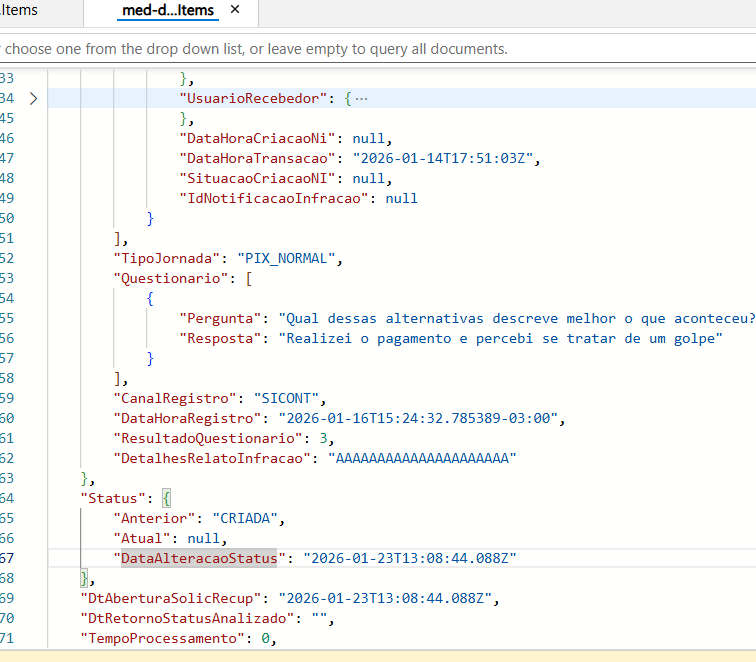 .Items
med-d...Items ×
choose one from the drop down list, or leave empty to query all documents.
33 },
34 "UsuarioRecebedor": { ...
45 },
46 "DataHoraCriacaoNi": null,
47 "DataHoraTransacao": "2026-01-14T17:51:03Z",
48 "SituacaoCriacaoNI": null,
49 "IdNotificacaoInfracao": null
50 }
51 ],
52 "TipoJornada": "PIX_NORMAL",
53 "Questionario": [
54 {
55 "Pergunta": "Qual dessas alternativas descreve melhor o que aconteceu?
56 "Resposta": "Realizei o pagamento e percebi se tratar de um golpe"
57 }
58 ],
59 "CanalRegistro": "SICONT",
60 "DataHoraRegistro": "2026-01-16T15:24:32.785389-03:00",
61 "ResultadoQuestionario": 3,
62 "DetalhesRelatoInfracao": "AAAAAAAAAAAAAAAAAAAAA"
63 },
64 "Status": {
65 "Anterior": "CRIADA",
66 "Atual": null,
67 "DataAlteracaoStatus": "2026-01-23T13:08:44.088Z"
68 },
69 "DtAberturaSolicRecup": "2026-01-23T13:08:44.088Z",
70 "DtRetornoStatusAnalizado": "",
71 "TempoProcessamento": 0,